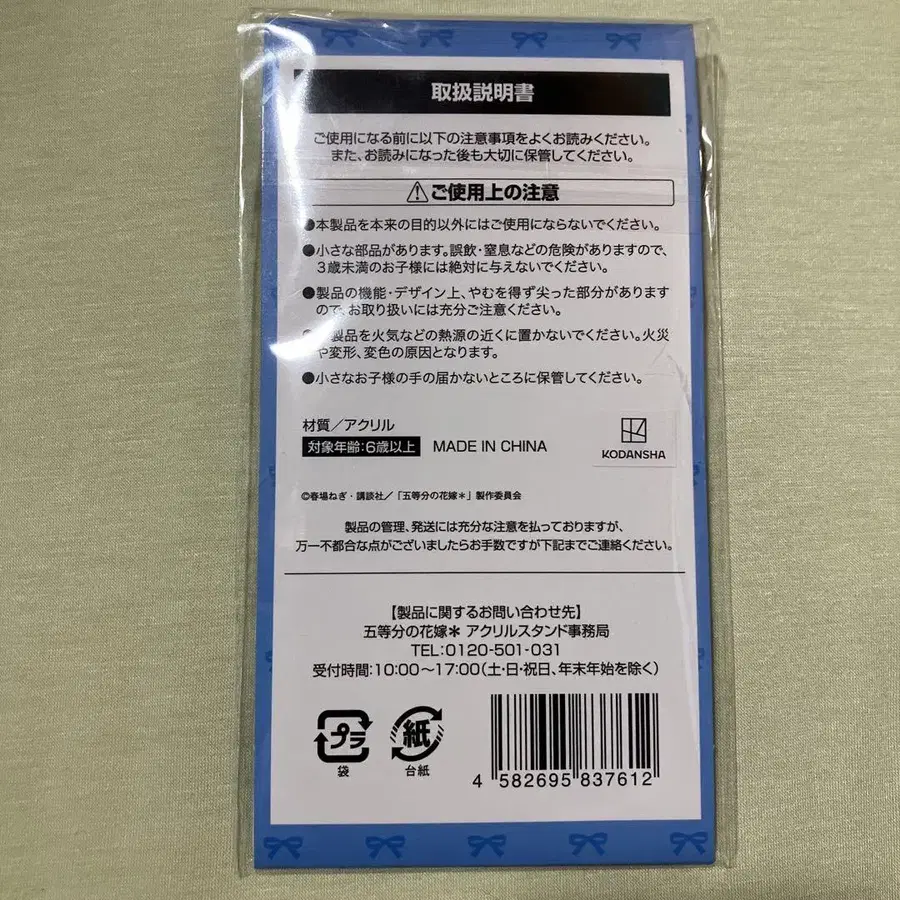 取扱説明書
ご使用になる前に以下の注意事項をよくお読みください。
また、お読みになった後も大切に保管してください。
⚠ご使用上の注意
●本製品を本来の目的以外にはご使用にならないでください。
●小さな部品があります。誤飲・窒息などの危険がありますので、
3歳未満のお子様には絶対に与えないでください。
●製品の機能・デザイン上、やむを得ず尖った部分があります
ので、お取り扱いには充分ご注意ください。
製品を火気などの熱源の近くに置かないでください。火災
や変形、変色の原因となります。
●小さなお子様の手の届かないところに保管してください。
材質／アクリル
対象年齢:6歳以上 MADE IN CHINA
KODANSHA
©春場ねぎ・講談社／「五等分の花嫁＊」製作委員会
製品の管理、発送には充分な注意を払っておりますが、
万一不都合な点がございましたらお手数ですが下記までご連絡ください。
【製品に関するお問い合わせ先】
五等分の花嫁＊ アクリルスタンド事務局
TEL:0120-501-031
受付時間:10:00〜17:00(土・日・祝日、年末年始を除く)
プラ
袋
紙
台紙
4 582695 837612